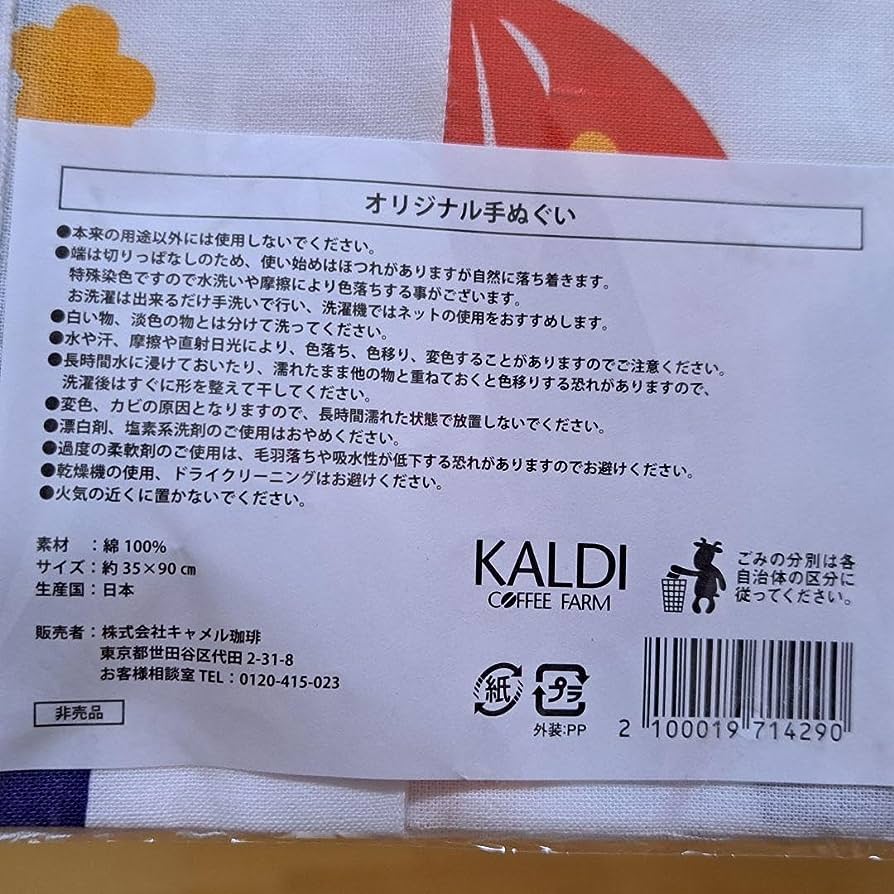 オリジナル手ぬぐい
●本来の用途以外には使用しないでください。
●端は切りっぱなしのため、使い始めはほつれがありますが自然に落ち着きます。
特殊染色ですので水洗いや摩擦により色落ちする事がございます。
お洗濯は出来るだけ手洗いで行い、洗濯機ではネットの使用をおすすめします。
●白い物、淡色の物とは分けて洗ってください。
●水や汗、摩擦や直射日光により、色落ち、色移り、変色することがありますのでご注意ください。
●長時間水に浸けておいたり、濡れたまま他の物と重ねておくと色移りする恐れがありますので、
洗濯後はすぐに形を整えて干してください。
●変色、カビの原因となりますので、長時間濡れた状態で放置しないでください。
●漂白剤、塩素系洗剤のご使用はおやめください。
●過度の柔軟剤のご使用は、毛羽落ちや吸水性が低下する恐れがありますのでお避けください。
●乾燥機の使用、ドライクリーニングはお避けください。
●火気の近くに置かないでください。
素材　：綿 100%
サイズ：約 35×90 ㎝
生産国：日本
販売者：株式会社キャメル珈琲
東京都世田谷区代田 2-31-8
お客様相談室 TEL：0120-415-023
非売品
KALDI
COFFEE FARM
ごみの分別は各
自治体の区分に
従ってください。
紙
プラ
外装:PP
2 100019 714290